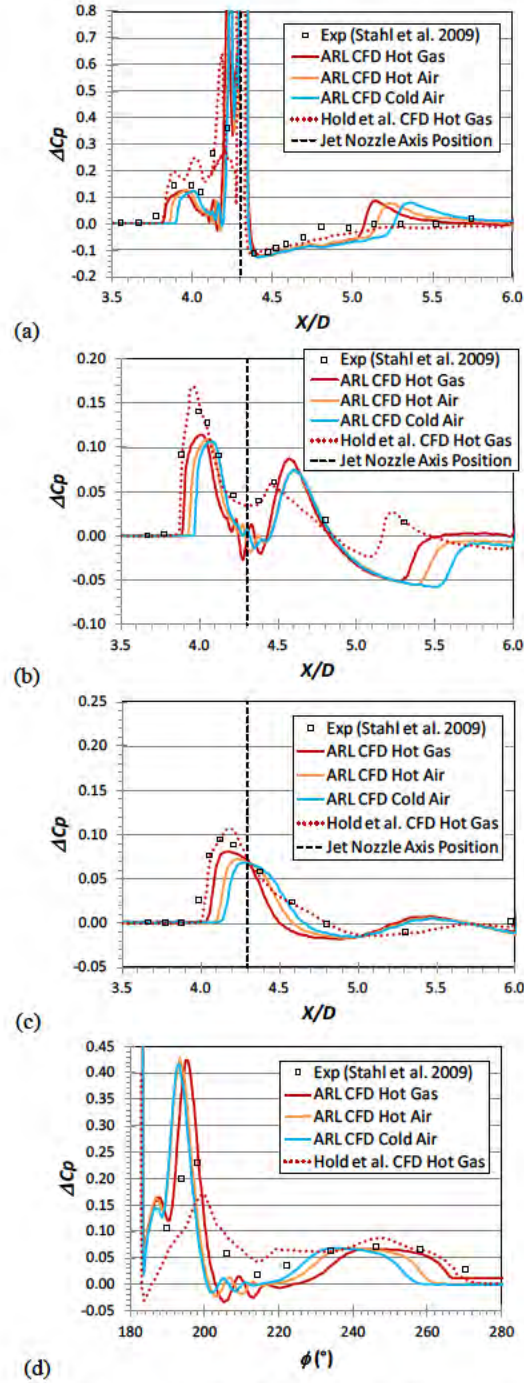 0.8
0.7
0.6
0.5
0.4
0.3
0.2
0.1
0.0
-0.1
-0.2
ΔCp
Exp (Stahl et al. 2009)
ARL CFD Hot Gas
ARL CFD Hot Air
ARL CFD Cold Air
Hold et al. CFD Hot Gas
Jet Nozzle Axis Position
3.5 4.0 4.5 5.0 5.5 6.0
X/D
(a)
0.20
0.15
0.10
0.05
0.00
-0.05
-0.10
ΔCp
Exp (Stahl et al. 2009)
ARL CFD Hot Gas
ARL CFD Hot Air
ARL CFD Cold Air
Hold et al. CFD Hot Gas
Jet Nozzle Axis Position
3.5 4.0 4.5 5.0 5.5 6.0
X/D
(b)
0.25
0.20
0.15
0.10
0.05
0.00
-0.05
ΔCp
Exp (Stahl et al. 2009)
ARL CFD Hot Gas
ARL CFD Hot Air
ARL CFD Cold Air
Hold et al. CFD Hot Gas
Jet Nozzle Axis Position
3.5 4.0 4.5 5.0 5.5 6.0
X/D
(c)
0.45
0.40
0.35
0.30
0.25
0.20
0.15
0.10
0.05
0.00
-0.05
ΔCp
Exp (Stahl et al. 2009)
ARL CFD Hot Gas
ARL CFD Hot Air
ARL CFD Cold Air
Hold et al. CFD Hot Gas
180 200 220 240 260 280
ϕ (°)
(d)